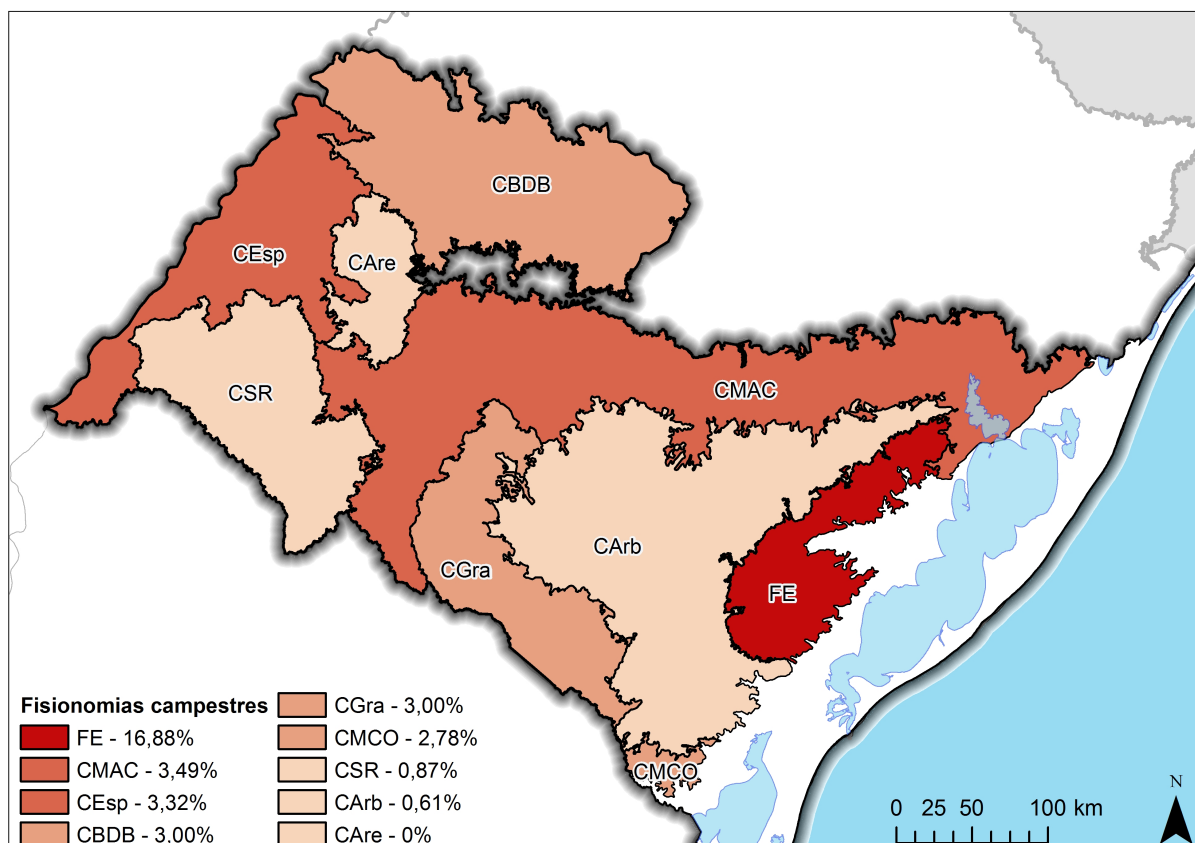 CBDB
CEsp
CAre
CSR
CMAC
CArb
CGra
FE
CMCO
Fisionomias campestres
FE - 16,88%
CMAC - 3,49%
CEsp - 3,32%
CBDB - 3,00%
CGra - 3,00%
CMCO - 2,78%
CSR - 0,87%
CArb - 0,61%
CAre - 0%
0 25 50 100 km
N